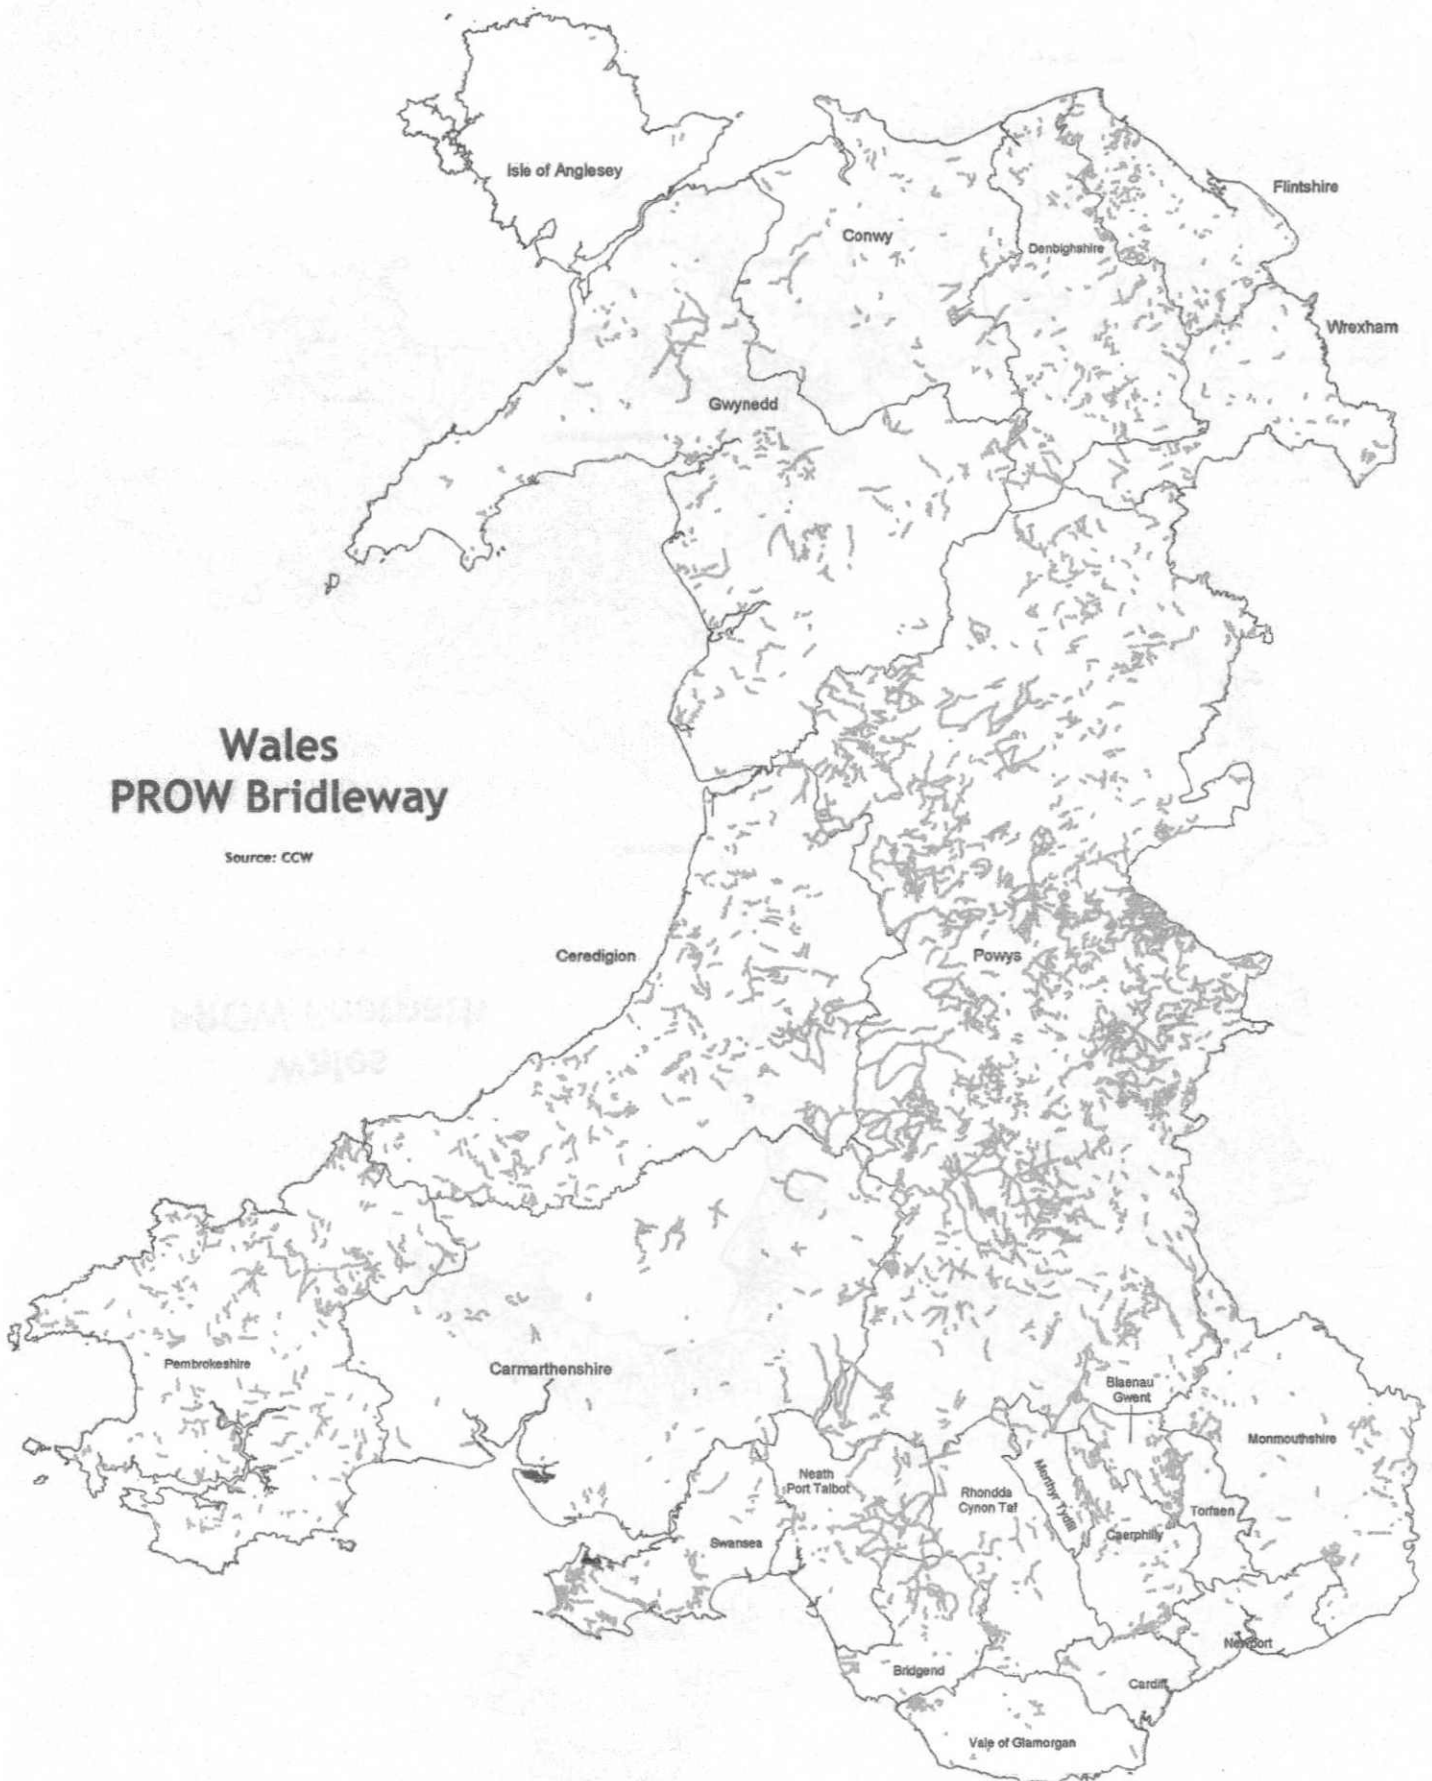 Isle of Anglesey
Flintshire
Conwy
Denbighshire
Wrexham
Gwynedd
Wales
PROW Bridleway
Source: CCW
Ceredigion
Powys
Pembrokeshire
Carmarthenshire
Blaenau
Gwent
Monmouthshire
Neath
Port Talbot
Rhondda
Cynon Taf
Merthyr Tydfil
Torfaen
Caerphilly
Swansea
Newport
Bridgend
Cardiff
Vale of Glamorgan